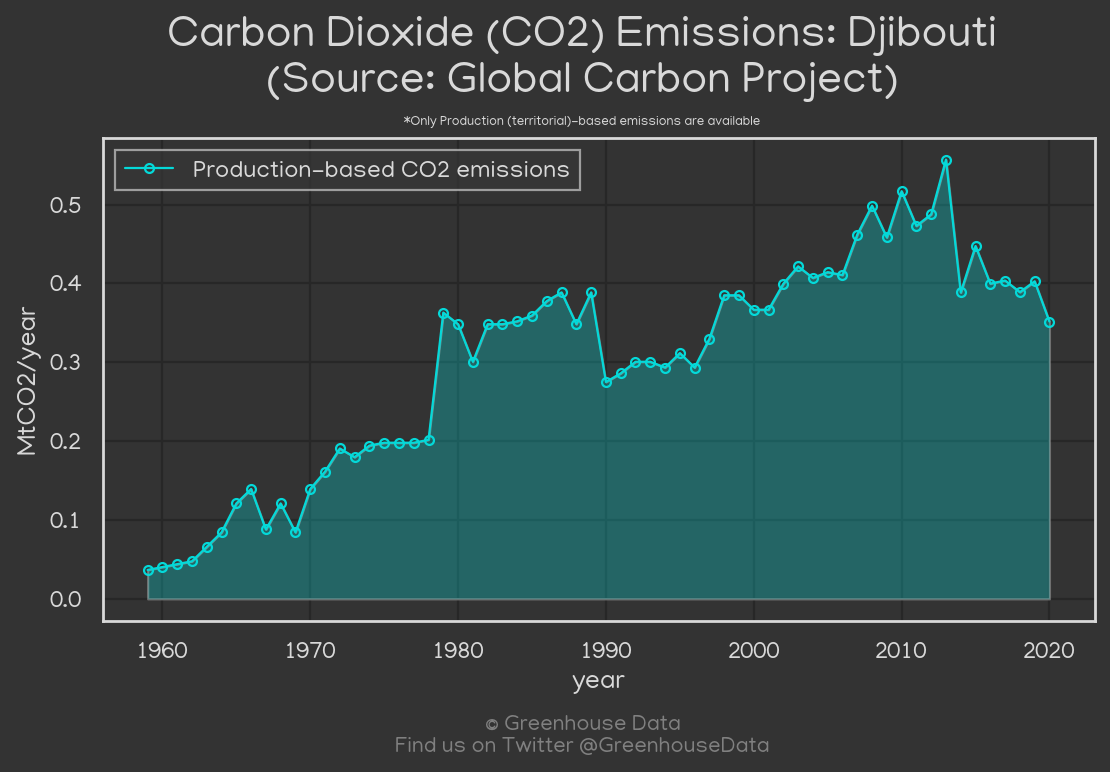 Carbon Dioxide (CO2) Emissions: Djibouti
(Source: Global Carbon Project)
*Only Production (territorial)-based emissions are available
Production-based CO2 emissions
MtCO2/year
0.5
0.4
0.3
0.2
0.1
0.0
1960 1970 1980 1990 2000 2010 2020
year
© Greenhouse Data
Find us on Twitter @GreenhouseData